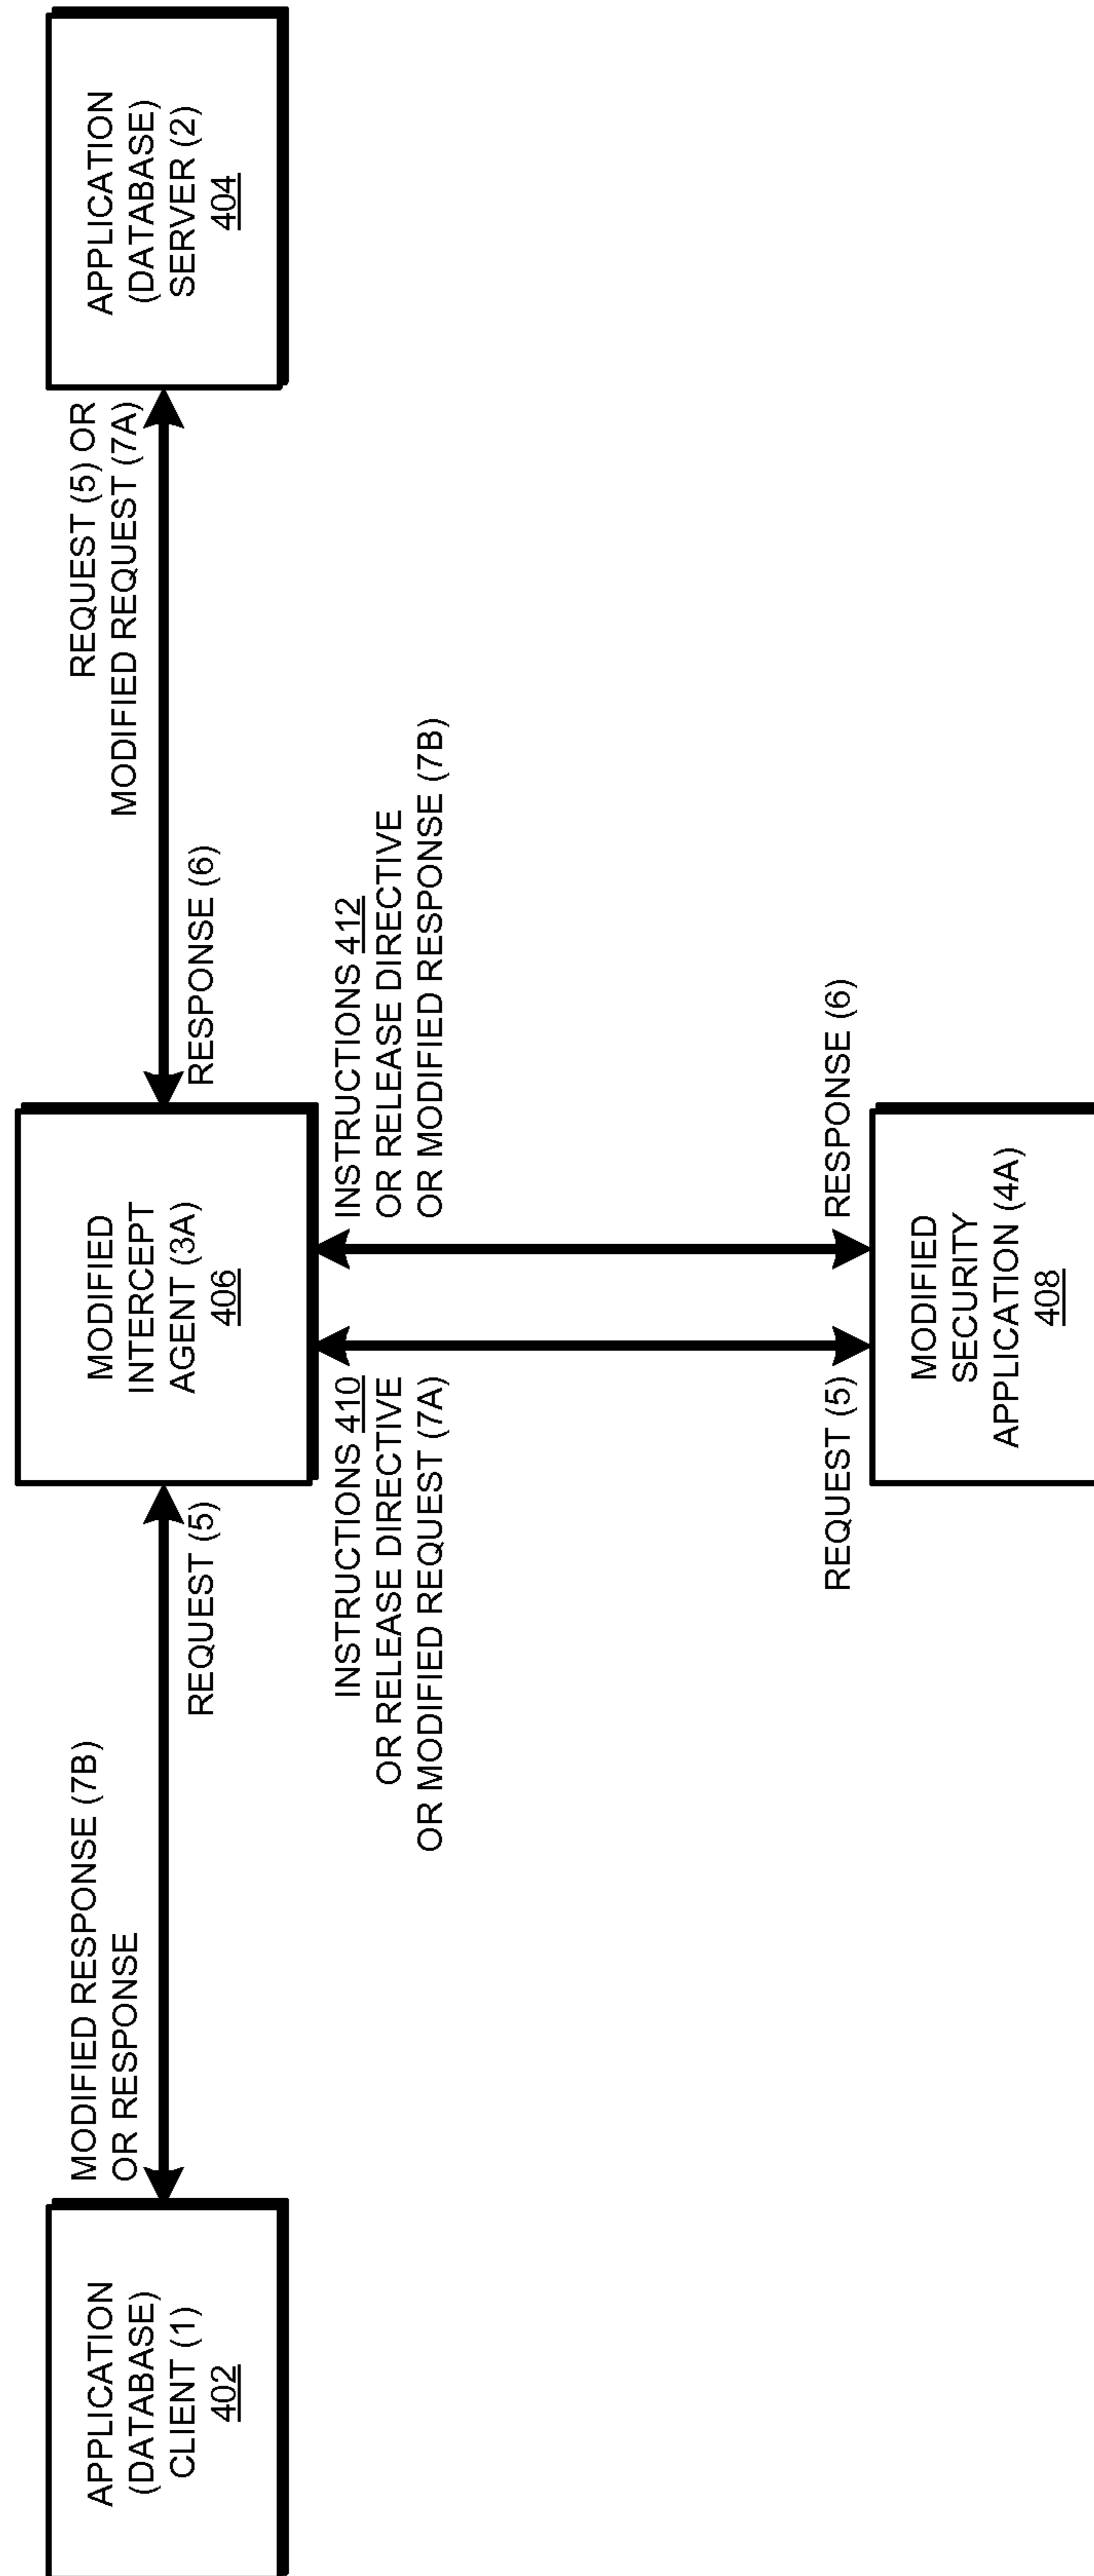 APPLICATION
(DATABASE)
CLIENT (1)
402
MODIFIED RESPONSE (7B)
OR RESPONSE
REQUEST (5)
MODIFIED
INTERCEPT
AGENT (3A)
406
REQUEST (5) OR
MODIFIED REQUEST (7A)
RESPONSE (6)
APPLICATION
(DATABASE)
SERVER (2)
404
INSTRUCTIONS 410
OR RELEASE DIRECTIVE
OR MODIFIED REQUEST (7A)
INSTRUCTIONS 412
OR RELEASE DIRECTIVE
OR MODIFIED RESPONSE (7B)
REQUEST (5)
RESPONSE (6)
MODIFIED
SECURITY
APPLICATION (4A)
408